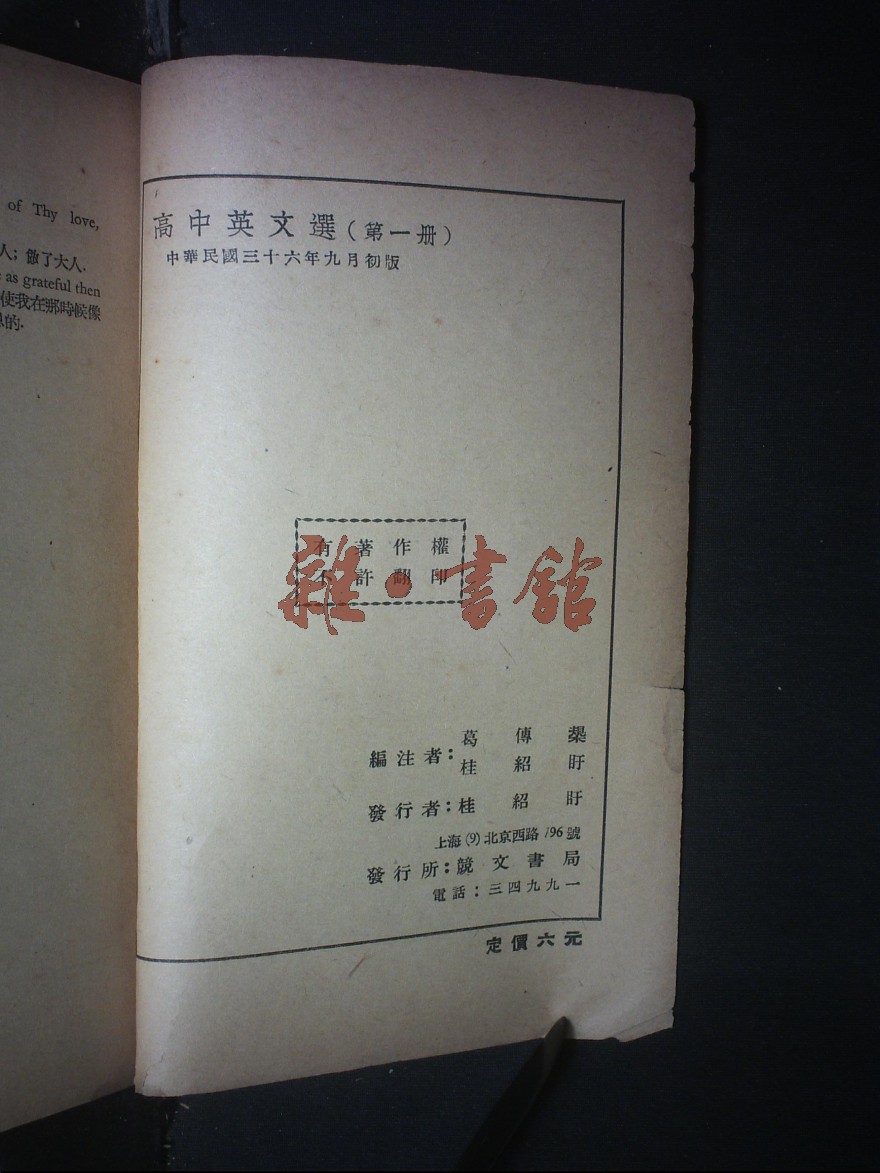 of Thy love,
人；做了大人.
as grateful then
使我在那時候像
的.
高中英文選（第一册）
中華民國三十六年九月初版
有著作權
不許翻印
雜·書館
編注者：
葛傳槼
桂紹盱
發行者：桂紹盱
上海(9)北京西路796號
發行所：競文書局
電話：三四九九一
定價六元